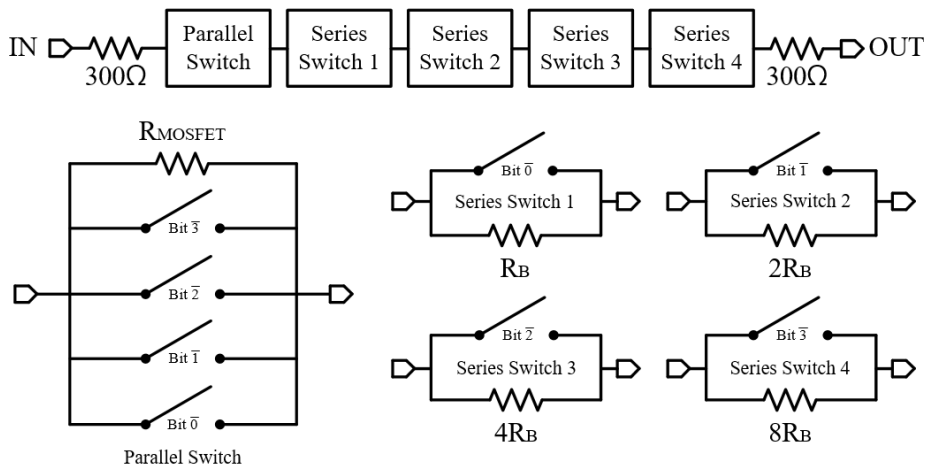 IN
300Ω
Parallel
Switch
Series
Switch 1
Series
Switch 2
Series
Switch 3
Series
Switch 4
300Ω
OUT
RMOSFET
Bit 3̅
Bit 2̅
Bit 1̅
Bit 0̅
Parallel Switch
Bit 0̅
Series Switch 1
RB
Bit 1̅
Series Switch 2
2RB
Bit 2̅
Series Switch 3
4RB
Bit 3̅
Series Switch 4
8RB